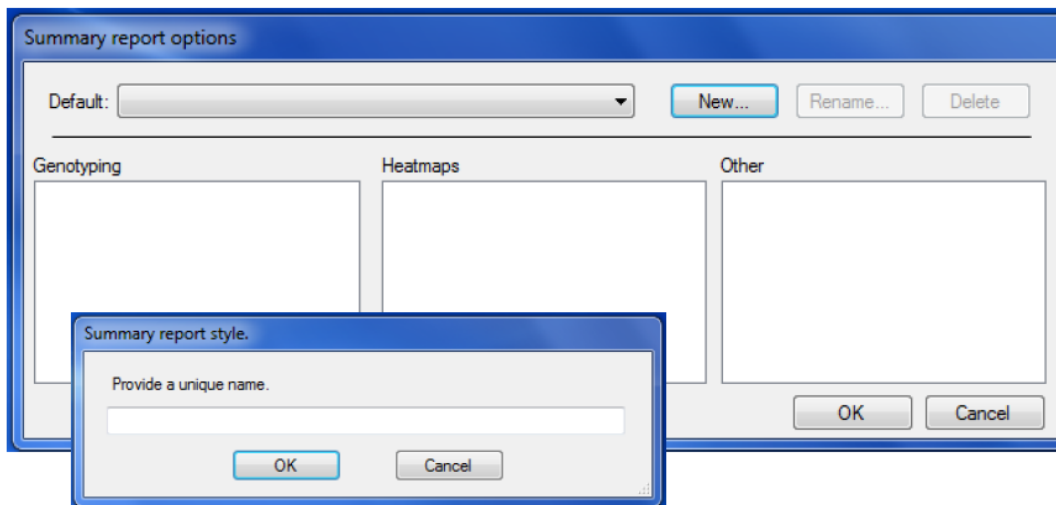 Summary report options
Default: New... Rename... Delete
Genotyping Heatmaps Other
Summary report style.
Provide a unique name.
OK Cancel
OK Cancel